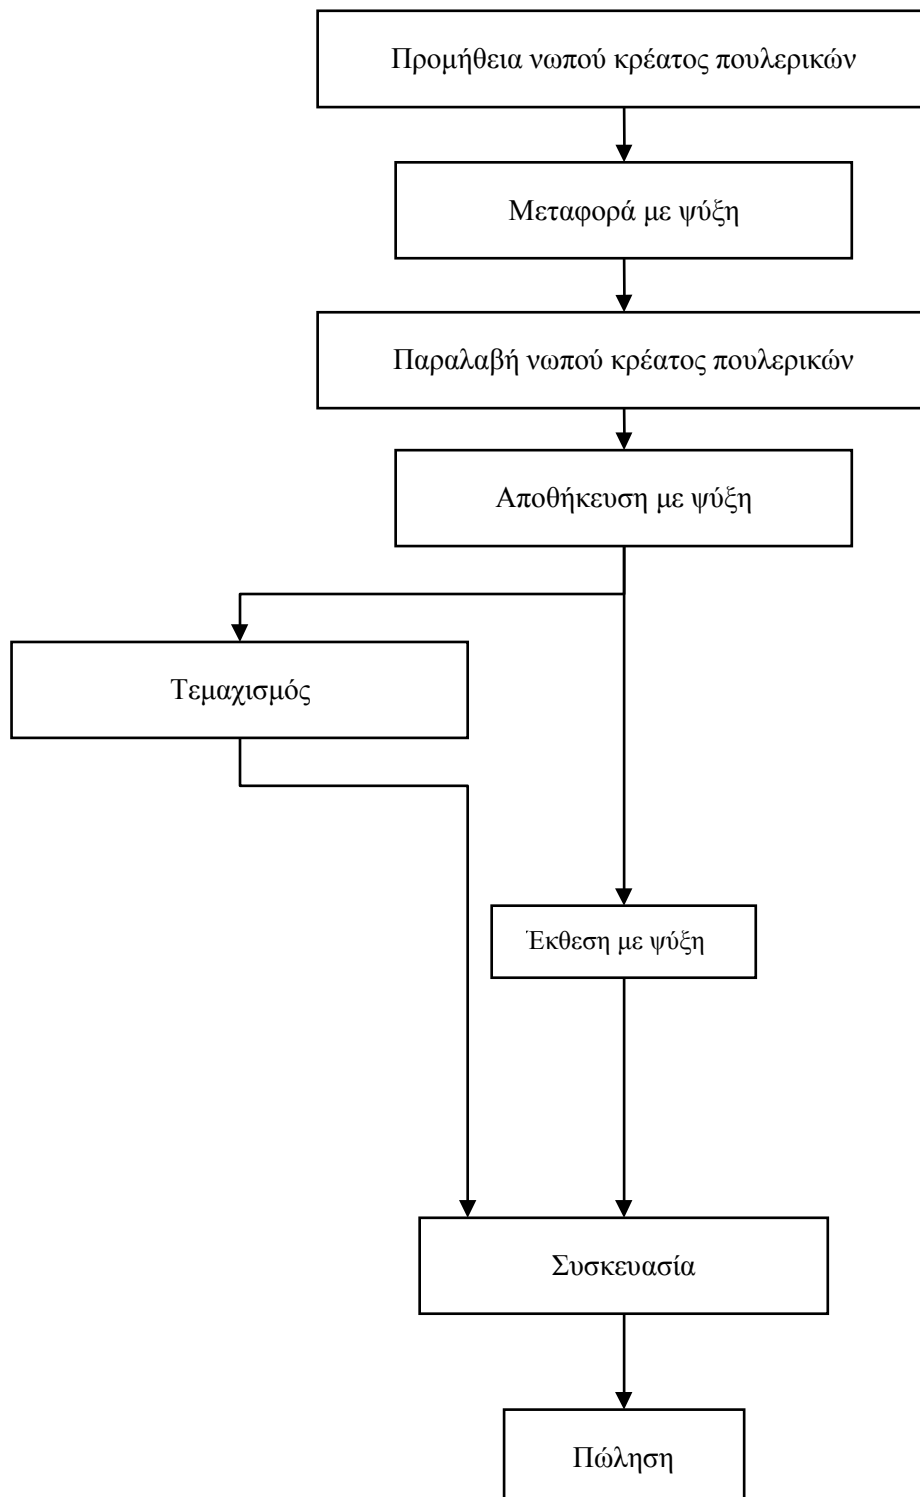 Προμήθεια νωπού κρέατος πουλερικών
Μεταφορά με ψύξη
Παραλαβή νωπού κρέατος πουλερικών
Αποθήκευση με ψύξη
Τεμαχισμός
Έκθεση με ψύξη
Συσκευασία
Πώληση